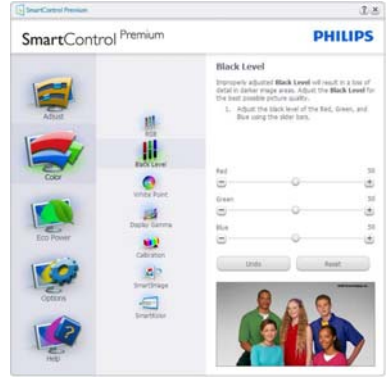 SmartControl Premium
SmartControl Premium
PHILIPS
Adjust
Color
Eco Power
Options
Help
RGB
Black Level
White Point
Display Gamma
Calibration
SmartImage
SmartKolor
Black Level
Improperly adjusted Black Level will result in a loss of
detail in darker image areas. Adjust the Black Level for
the best possible picture quality.
1. Adjust the black level of the Red, Green, and
Blue using the slider bars.
Red 50
Green 50
Blue 50
Undo Reset